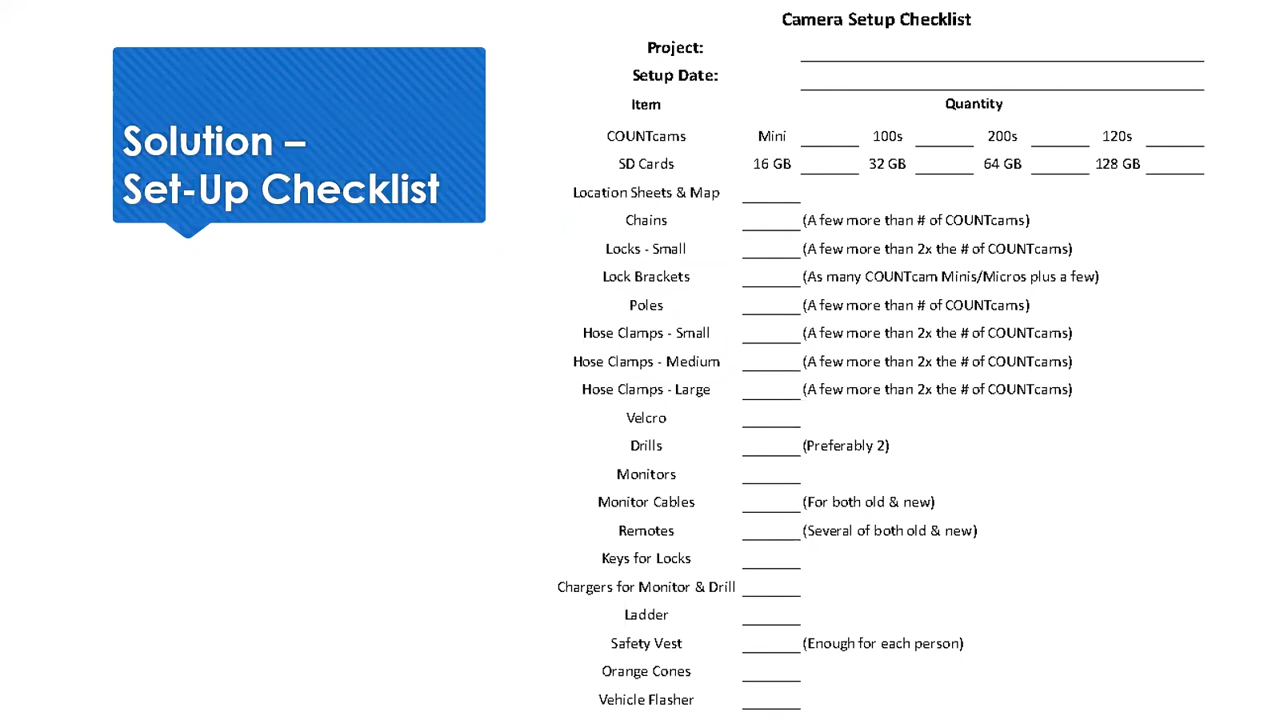 Solution –
Set-Up Checklist
Camera Setup Checklist
Project:
Setup Date:
Item Quantity
COUNTcams Mini 100s 200s 120s
SD Cards 16 GB 32 GB 64 GB 128 GB
Location Sheets & Map
Chains (A few more than # of COUNTcams)
Locks - Small (A few more than 2x the # of COUNTcams)
Lock Brackets (As many COUNTcam Minis/Micros plus a few)
Poles (A few more than # of COUNTcams)
Hose Clamps - Small (A few more than 2x the # of COUNTcams)
Hose Clamps - Medium (A few more than 2x the # of COUNTcams)
Hose Clamps - Large (A few more than 2x the # of COUNTcams)
Velcro
Drills (Preferably 2)
Monitors
Monitor Cables (For both old & new)
Remotes (Several of both old & new)
Keys for Locks
Chargers for Monitor & Drill
Ladder
Safety Vest (Enough for each person)
Orange Cones
Vehicle Flasher